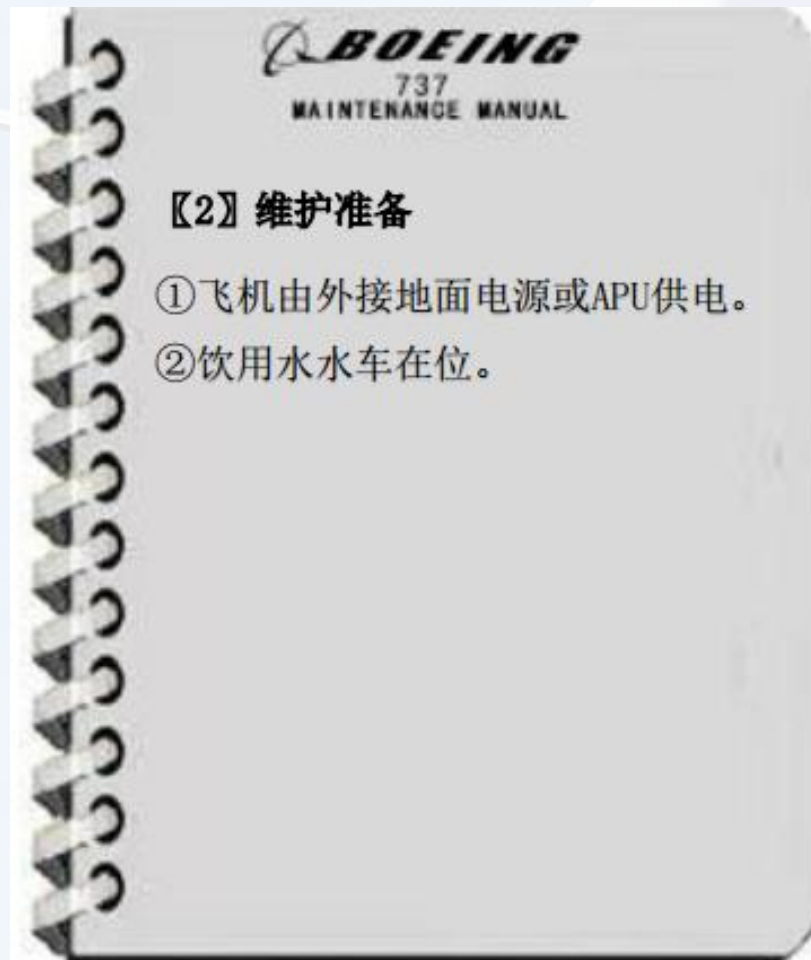 BOEING
737
MAINTENANCE MANUAL
〖2〗维护准备
①飞机由外接地面电源或APU供电。
②饮用水水车在位。